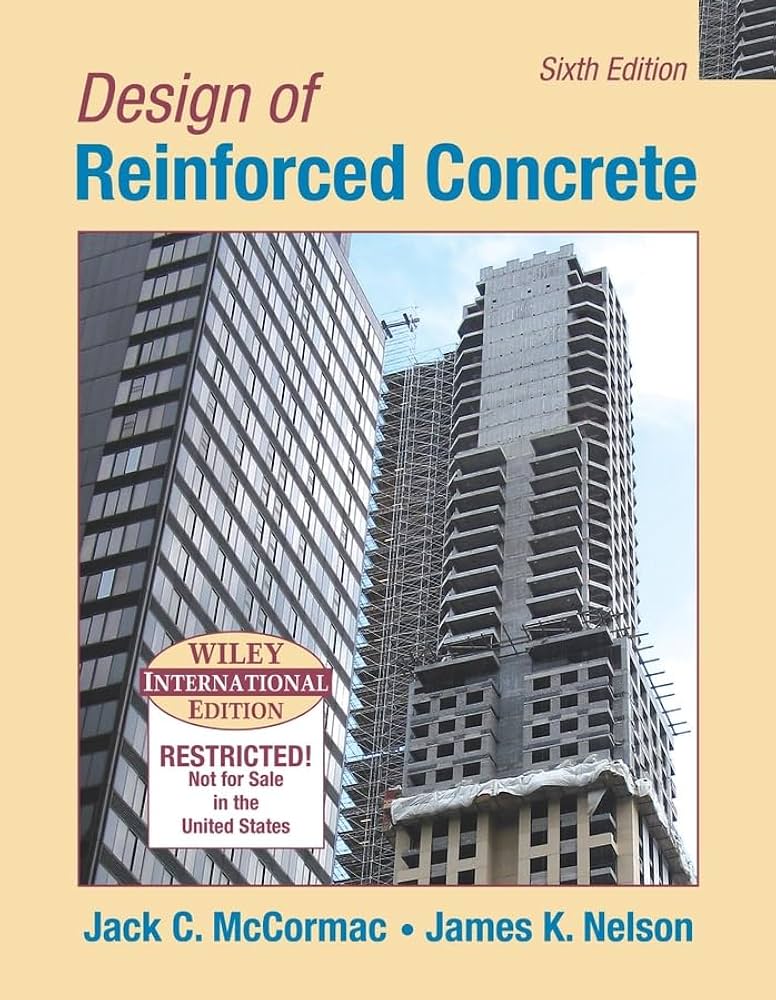 Sixth Edition
Design of
Reinforced Concrete
WILEY
INTERNATIONAL
EDITION
RESTRICTED!
Not for Sale
in the
United States
Jack C. McCormac • James K. Nelson